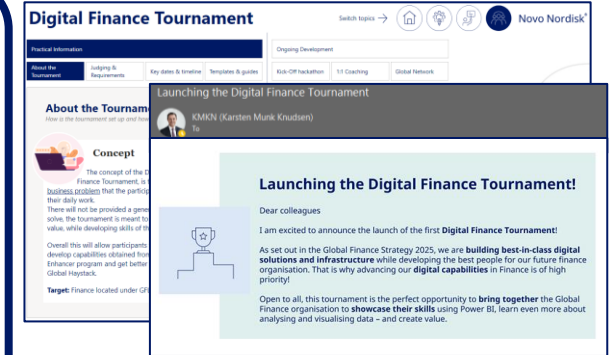 Digital Finance Tournament
Switch topics →
Novo Nordisk®
Practical Information
Ongoing Development
About the Tournament
Judging & Requirements
Key dates & timeline
Templates & guides
Kick-Off hackathon
1:1 Coaching
Global Network
About the Tournam
How is the tournament set up and how
Concept
The concept of the D
Finance Tournament, is t
business problem that the particip
their daily work.
There will not be provided a gene
solve, the tournament is meant to
value, while developing skills of th
Overall this will allow participants
develop capabilities obtained from
Enhancer program and get better
Global Haystack.
Target: Finance located under GFI
Launching the Digital Finance Tournament
KMKN (Karsten Munk Knudsen)
To
Launching the Digital Finance Tournament!
Dear colleagues
I am excited to announce the launch of the first Digital Finance Tournament!
As set out in the Global Finance Strategy 2025, we are building best-in-class digital
solutions and infrastructure while developing the best people for our future finance
organisation. That is why advancing our digital capabilities in Finance is of high
priority!
Open to all, this tournament is the perfect opportunity to bring together the Global
Finance organisation to showcase their skills using Power BI, learn even more about
analysing and visualising data – and create value.